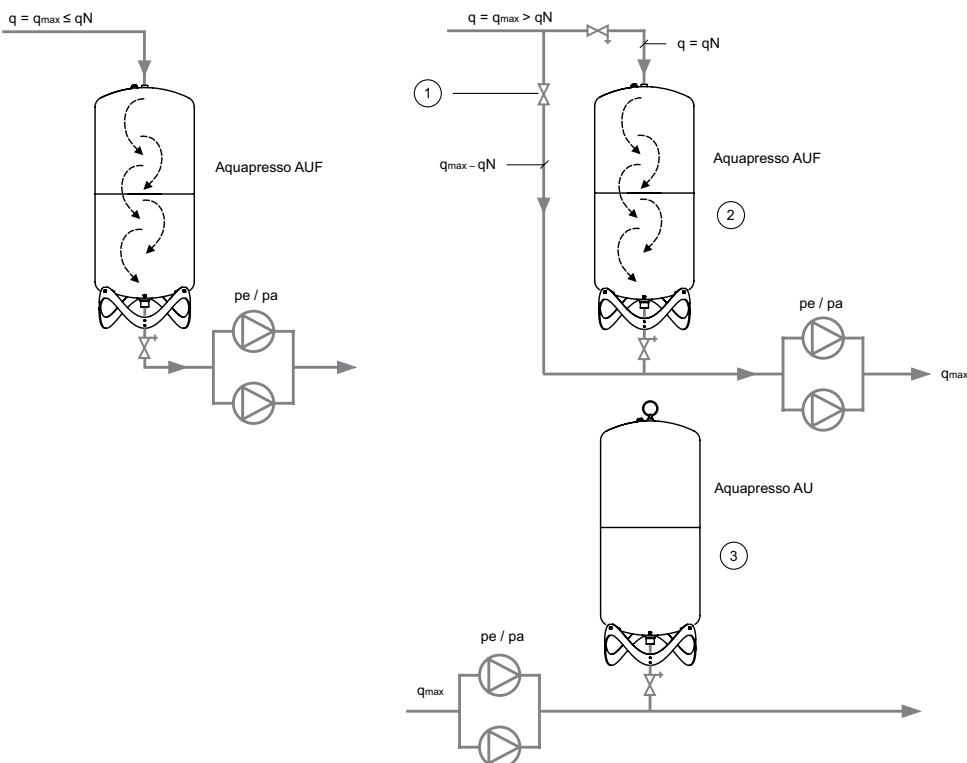 q = qmax ≤ qN
Aquapresso AUF
pe / pa
q = qmax > qN
q = qN
1
qmax – qN
Aquapresso AUF
2
pe / pa
qmax
Aquapresso AU
3
pe / pa
qmax